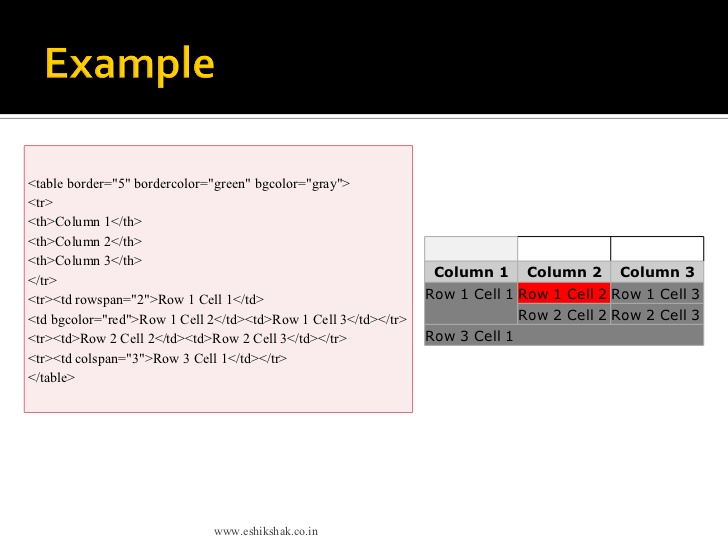 Example
<table border="5" bordercolor="green" bgcolor="gray">
<tr>
<th>Column 1</th>
<th>Column 2</th>
<th>Column 3</th>
</tr>
<tr><td rowspan="2">Row 1 Cell 1</td>
<td bgcolor="red">Row 1 Cell 2</td><td>Row 1 Cell 3</td></tr>
<tr><td>Row 2 Cell 2</td><td>Row 2 Cell 3</td></tr>
<tr><td colspan="3">Row 3 Cell 1</td></tr>
</table>
Column 1 Column 2 Column 3
Row 1 Cell 1 Row 1 Cell 2 Row 1 Cell 3
Row 2 Cell 2 Row 2 Cell 3
Row 3 Cell 1
www.eshikshak.co.in